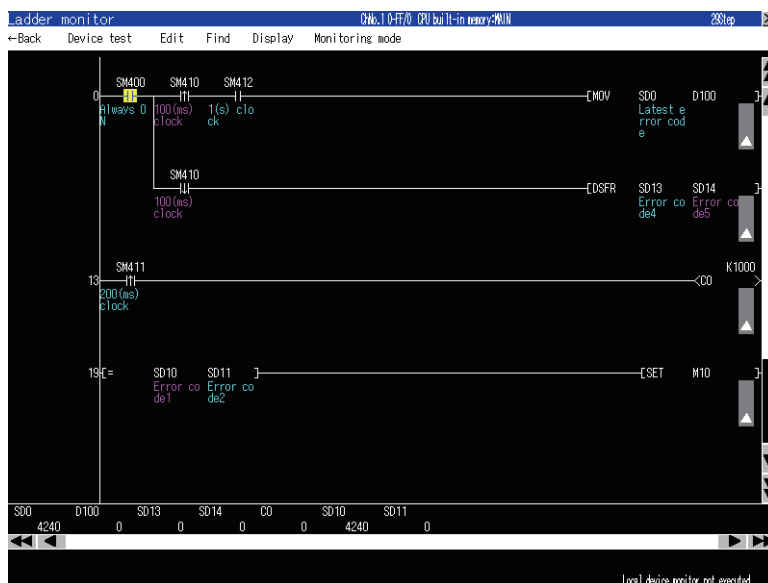 Ladder monitor ChNo.1 0-FF/0 CPU built-in memory:MAIN 29Step
←Back Device test Edit Find Display Monitoring mode
SM400 SM410 SM412
0 [MOV SD0 D100 ]
Always O 100(ms) 1(s) clo Latest e
N clock ck rror cod
e
SM410
[DSFR SD13 SD14 ]
100(ms) Error co Error co
clock de4 de5
SM411 K1000
13 C0
200(ms)
clock
19 [= SD10 SD11 ] [SET M10 ]
Error co Error co
de1 de2
SD0 D100 SD13 SD14 C0 SD10 SD11
4240 0 0 0 0 4240 0
Local device monitor not executed